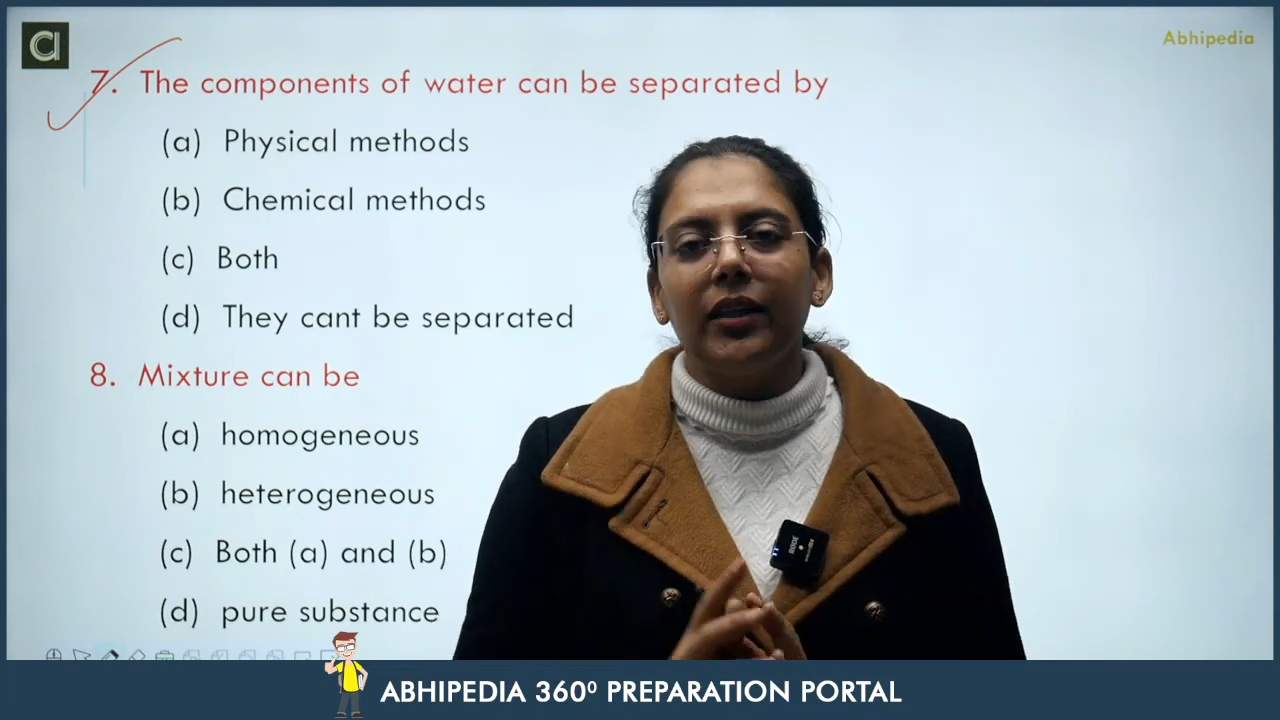 Abhipedia
7. The components of water can be separated by
(a) Physical methods
(b) Chemical methods
(c) Both
(d) They cant be separated
8. Mixture can be
(a) homogeneous
(b) heterogeneous
(c) Both (a) and (b)
(d) pure substance
RODE
ABHIPEDIA 360⁰ PREPARATION PORTAL